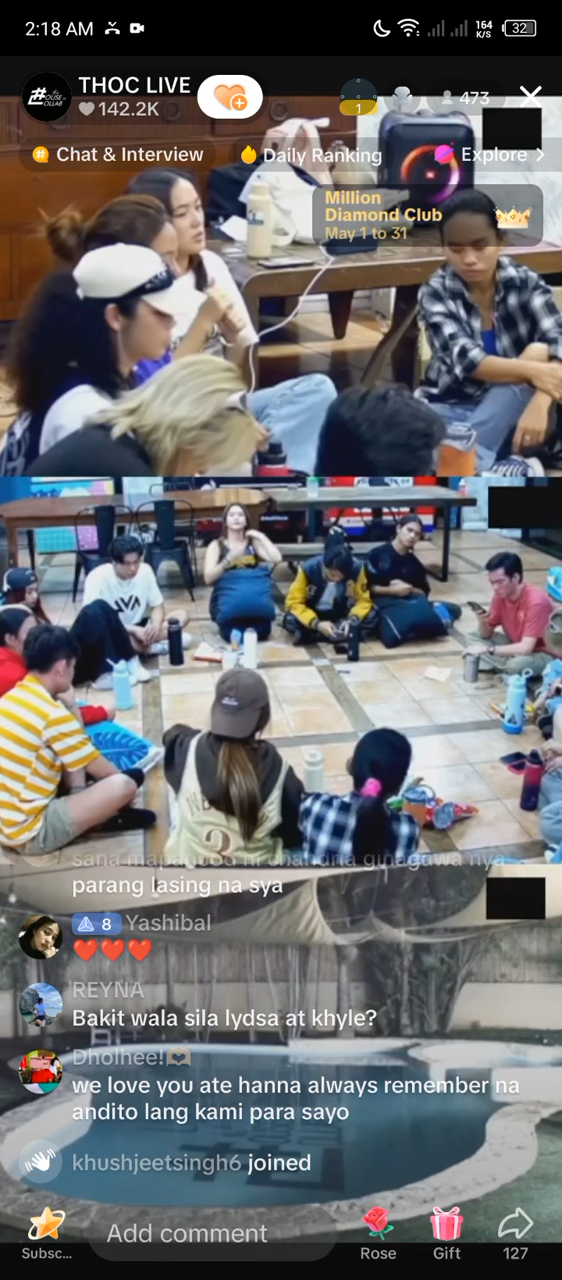 2:18 AM
164
K/S
32
THOC LIVE
142.2K
1
473
Chat & Interview
Daily Ranking
Explore
Million
Diamond Club
May 1 to 31
parang lasing na sya
8 Yashibal
❤️❤️❤️
REYNA
Bakit wala sila lydsa at khyle?
Dholhee!🫶
we love you ate hanna always remember na
andito lang kami para sayo
khushjeetsingh6 joined
Subsc...
Add comment
Rose
Gift
127
3